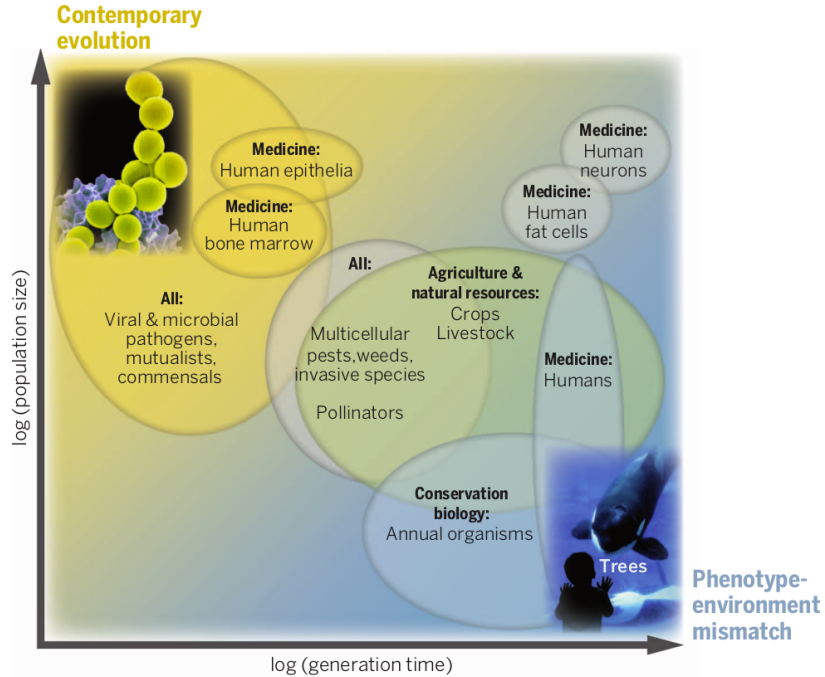 Contemporary
evolution
Medicine:
Human epithelia
Medicine:
Human
bone marrow
Medicine:
Human
neurons
Medicine:
Human
fat cells
All:
Viral & microbial
pathogens,
mutualists,
commensals
All:
Multicellular
pests,weeds,
invasive species
Pollinators
Agriculture &
natural resources:
Crops
Livestock
Medicine:
Humans
Conservation
biology:
Annual organisms
Trees
Phenotype-
environment
mismatch
log (population size)
log (generation time)